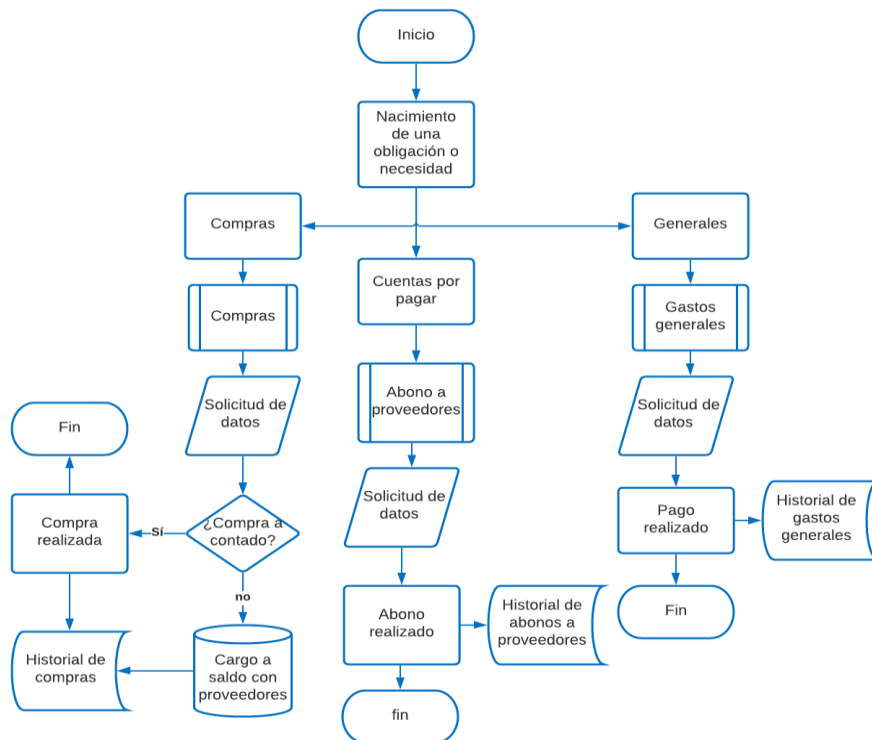 Inicio
Nacimiento
de una
obligación o
necesidad
Compras
Generales
Cuentas por
pagar
Compras
Gastos
generales
Abono a
proveedores
Solicitud de
datos
Solicitud de
datos
Fin
Solicitud de
datos
Compra
realizada
Sí
¿Compra a
contado?
Pago
realizado
Historial de
gastos
generales
no
Abono
realizado
Historial de
abonos a
proveedores
Fin
Historial de
compras
Cargo a
saldo con
proveedores
fin